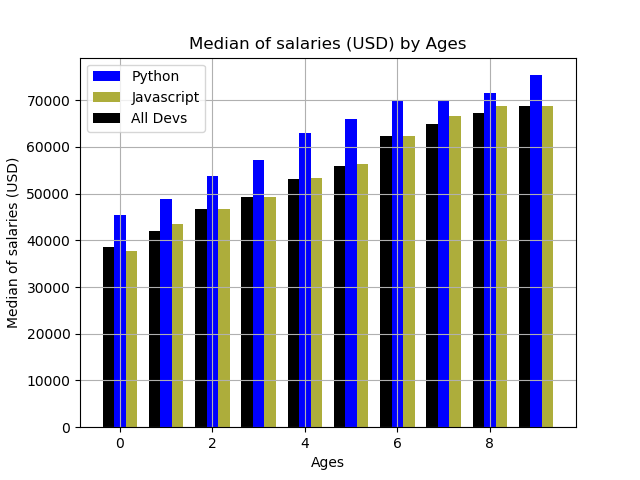 Median of salaries (USD) by Ages
Python
Javascript
All Devs
Median of salaries (USD)
70000
60000
50000
40000
30000
20000
10000
0
0 2 4 6 8
Ages